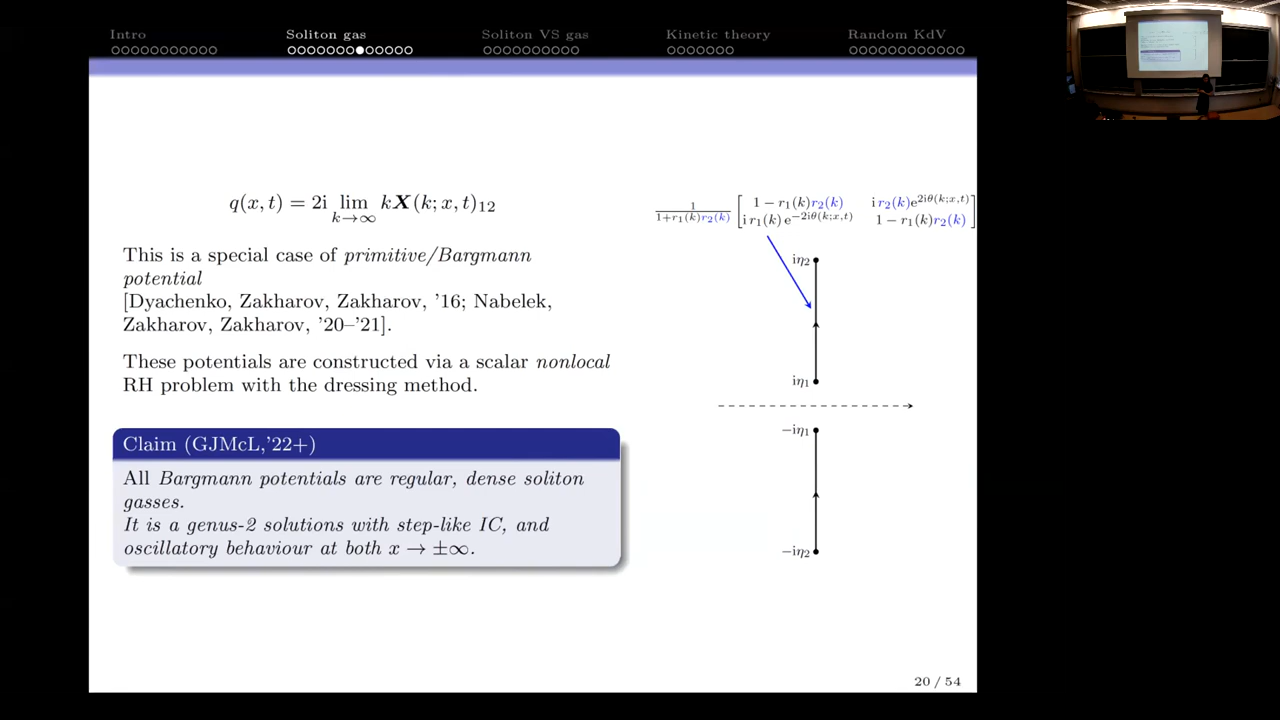 Intro Soliton gas Soliton VS gas Kinetic theory Random KdV
q(x, t) = 2i lim k→∞ kX(k; x, t)₁₂
This is a special case of primitive/Bargmann
potential
[Dyachenko, Zakharov, Zakharov, ’16; Nabelek,
Zakharov, Zakharov, ’20–’21].
These potentials are constructed via a scalar nonlocal
RH problem with the dressing method.
Claim (GJMcL,’22+)
All Bargmann potentials are regular, dense soliton
gasses.
It is a genus-2 solutions with step-like IC, and
oscillatory behaviour at both x → ±∞.
1/(1+r₁(k)r₂(k)) [ 1 − r₁(k)r₂(k) i r₂(k)e^{2iθ(k;x,t)}
i r₁(k) e^{−2iθ(k;x,t)} 1 − r₁(k)r₂(k) ]
iη₂
iη₁
−iη₁
−iη₂
20 / 54